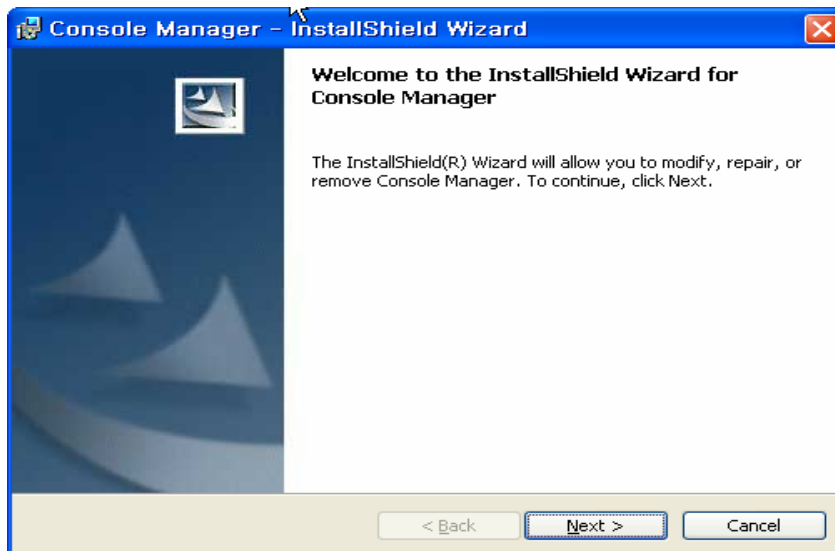 Console Manager - InstallShield Wizard
Welcome to the InstallShield Wizard for
Console Manager
The InstallShield(R) Wizard will allow you to modify, repair, or
remove Console Manager. To continue, click Next.
< Back
Next >
Cancel